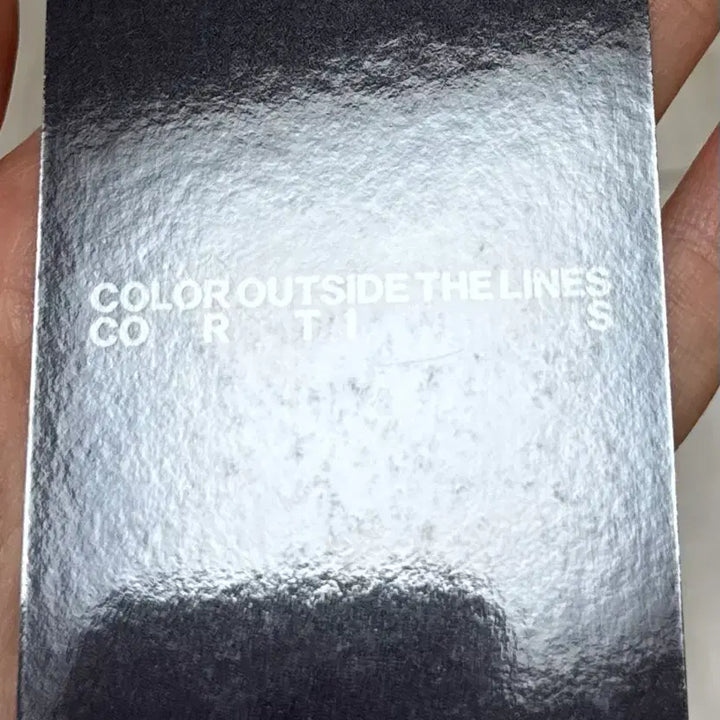 COLOR OUTSIDE THE LINES
CO R T I S